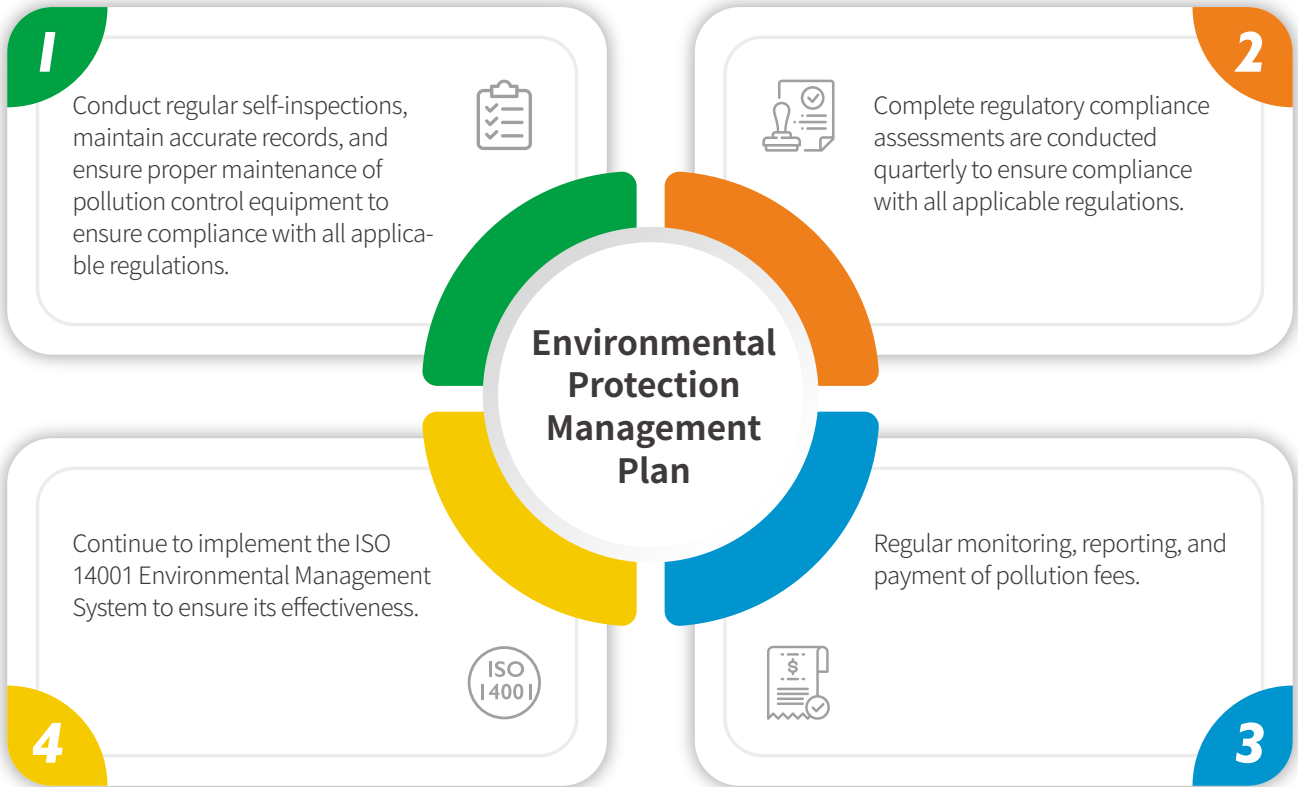 1
Conduct regular self-inspections,
maintain accurate records, and
ensure proper maintenance of
pollution control equipment to
ensure compliance with all applica-
ble regulations.
2
Complete regulatory compliance
assessments are conducted
quarterly to ensure compliance
with all applicable regulations.
Environmental
Protection
Management
Plan
$
Regular monitoring, reporting, and
payment of pollution fees.
3
Continue to implement the ISO
14001 Environmental Management
System to ensure its effectiveness.
ISO
14001
4